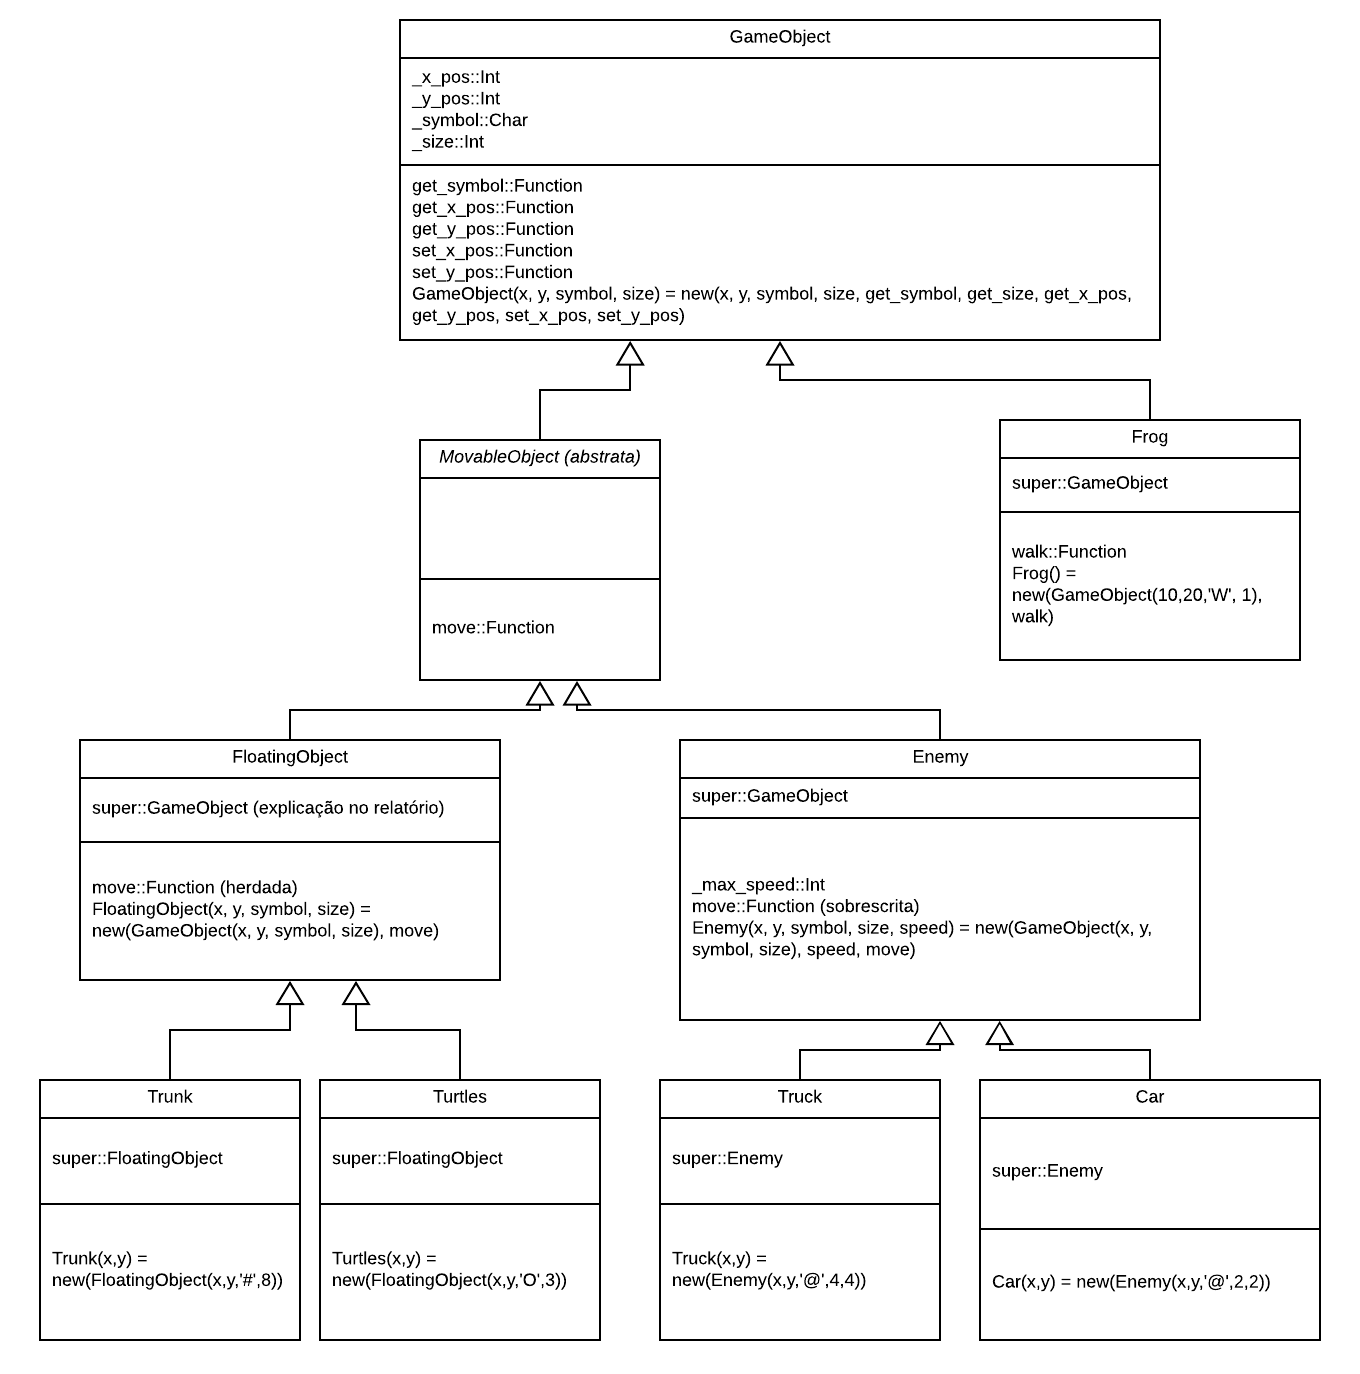 GameObject
_x_pos::Int
_y_pos::Int
_symbol::Char
_size::Int
get_symbol::Function
get_x_pos::Function
get_y_pos::Function
set_x_pos::Function
set_y_pos::Function
GameObject(x, y, symbol, size) = new(x, y, symbol, size, get_symbol, get_size, get_x_pos,
get_y_pos, set_x_pos, set_y_pos)
MovableObject (abstrata)
move::Function
Frog
super::GameObject
walk::Function
Frog() =
new(GameObject(10,20,'W', 1),
walk)
FloatingObject
super::GameObject (explicação no relatório)
move::Function (herdada)
FloatingObject(x, y, symbol, size) =
new(GameObject(x, y, symbol, size), move)
Enemy
super::GameObject
_max_speed::Int
move::Function (sobrescrita)
Enemy(x, y, symbol, size, speed) = new(GameObject(x, y,
symbol, size), speed, move)
Trunk
super::FloatingObject
Trunk(x,y) =
new(FloatingObject(x,y,'#',8))
Turtles
super::FloatingObject
Turtles(x,y) =
new(FloatingObject(x,y,'O',3))
Truck
super::Enemy
Truck(x,y) =
new(Enemy(x,y,'@',4,4))
Car
super::Enemy
Car(x,y) = new(Enemy(x,y,'@',2,2))